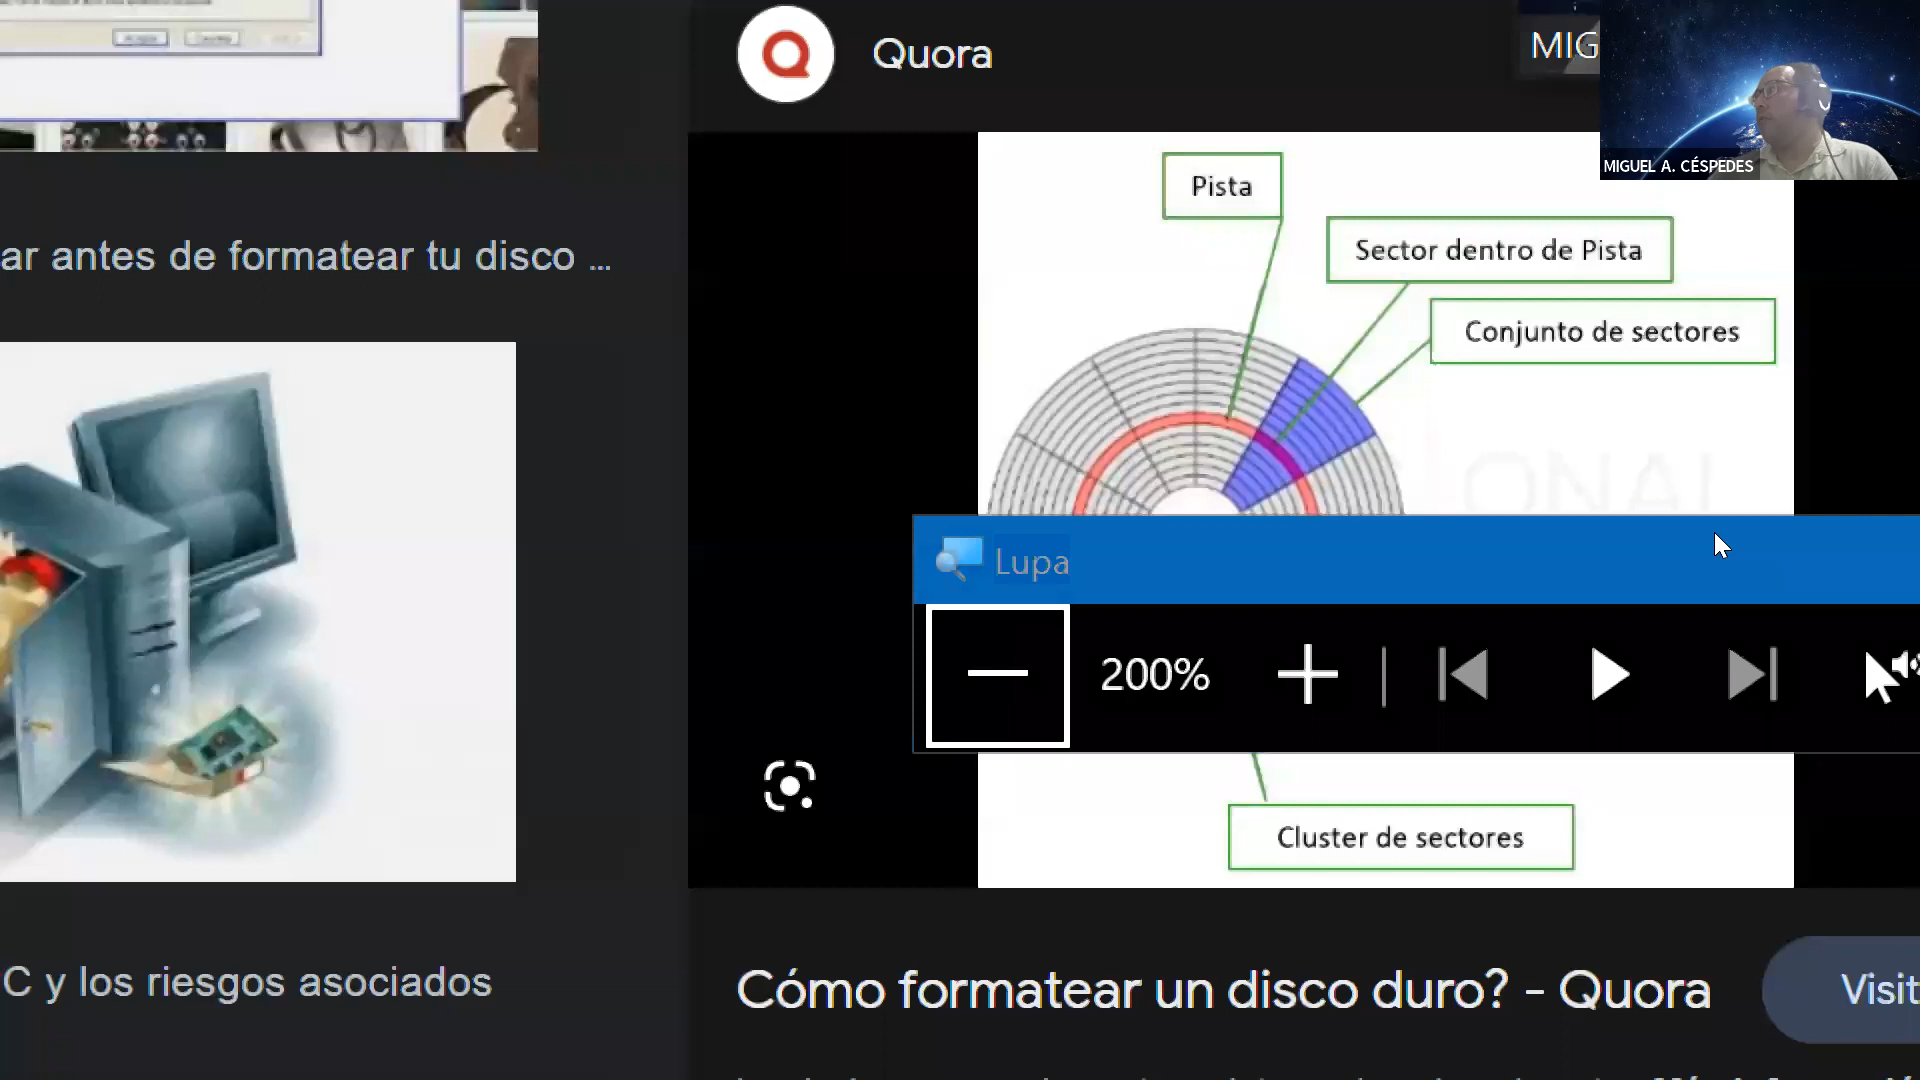 Quora
MIG
MIGUEL A. CÉSPEDES
Pista
Sector dentro de Pista
Conjunto de sectores
ar antes de formatear tu disco ...
ONAL
Lupa
200%
Cluster de sectores
C y los riesgos asociados
Cómo formatear un disco duro? - Quora
Visit